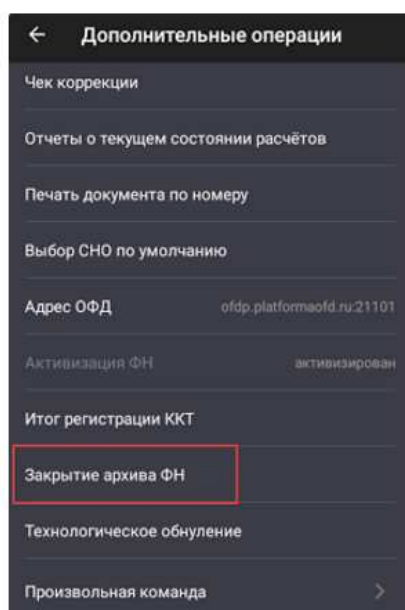 Дополнительные операции
Чек коррекции
Отчеты о текущем состоянии расчётов
Печать документа по номеру
Выбор СНО по умолчанию
Адрес ОФД ofdp.platformaofd.ru:21101
Активизация ФН активизирован
Итог регистрации ККТ
Закрытие архива ФН
Технологическое обнуление
Произвольная команда